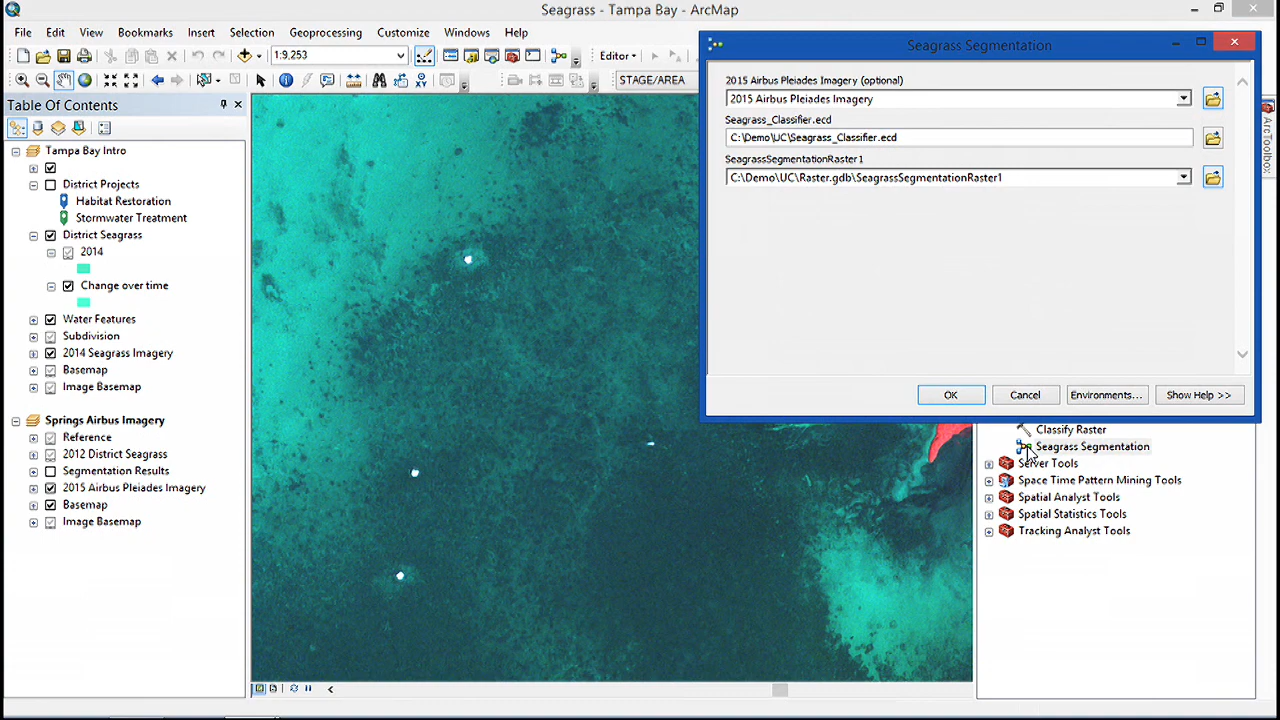 Seagrass - Tampa Bay - ArcMap
File Edit View Bookmarks Insert Selection Geoprocessing Customize Windows Help
1:9,253
Editor
STAGE/AREA
Table Of Contents
Tampa Bay Intro
District Projects
Habitat Restoration
Stormwater Treatment
District Seagrass
2014
Change over time
Water Features
Subdivision
2014 Seagrass Imagery
Basemap
Image Basemap
Springs Airbus Imagery
Reference
2012 District Seagrass
Segmentation Results
2015 Airbus Pleiades Imagery
Basemap
Image Basemap
Seagrass Segmentation
2015 Airbus Pleiades Imagery (optional)
2015 Airbus Pleiades Imagery
Seagrass_Classifier.ecd
C:\Demo\UC\Seagrass_Classifier.ecd
SeagrassSegmentationRaster1
C:\Demo\UC\Raster.gdb\SeagrassSegmentationRaster1
OK Cancel Environments... Show Help >>
ArcToolbox
Classify Raster
Seagrass Segmentation
Server Tools
Space Time Pattern Mining Tools
Spatial Analyst Tools
Spatial Statistics Tools
Tracking Analyst Tools